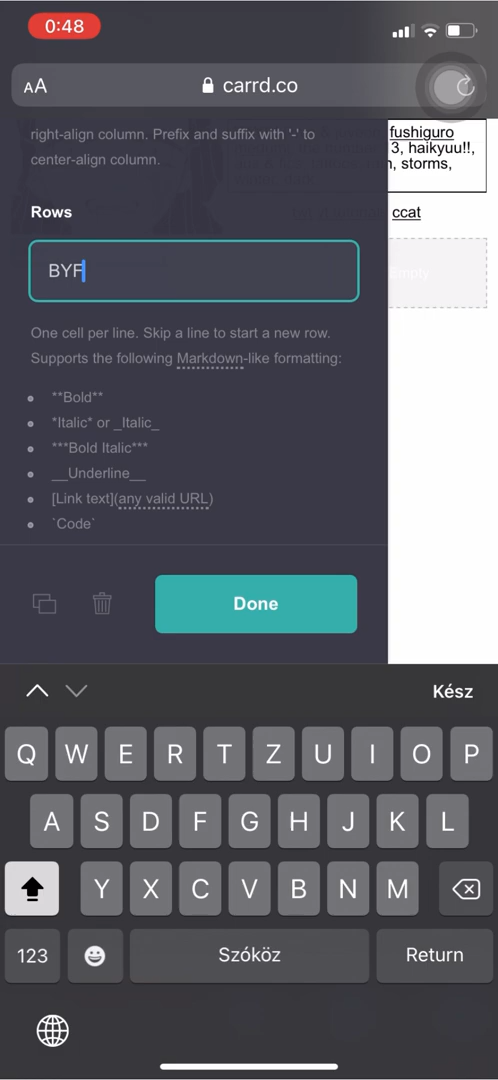 0:48
AA carrd.co
right-align column. Prefix and suffix with '-' to
center-align column.
fushiguro
3, haikyuu!!,
storms,
ccat
Rows
BYF
Empty
One cell per line. Skip a line to start a new row.
Supports the following Markdown-like formatting:
**Bold**
*Italic* or _Italic_
***Bold Italic***
__Underline__
[Link text](any valid URL)
`Code`
Done
Kész
Q W E R T Z U I O P
A S D F G H J K L
Y X C V B N M
123 Szóköz Return